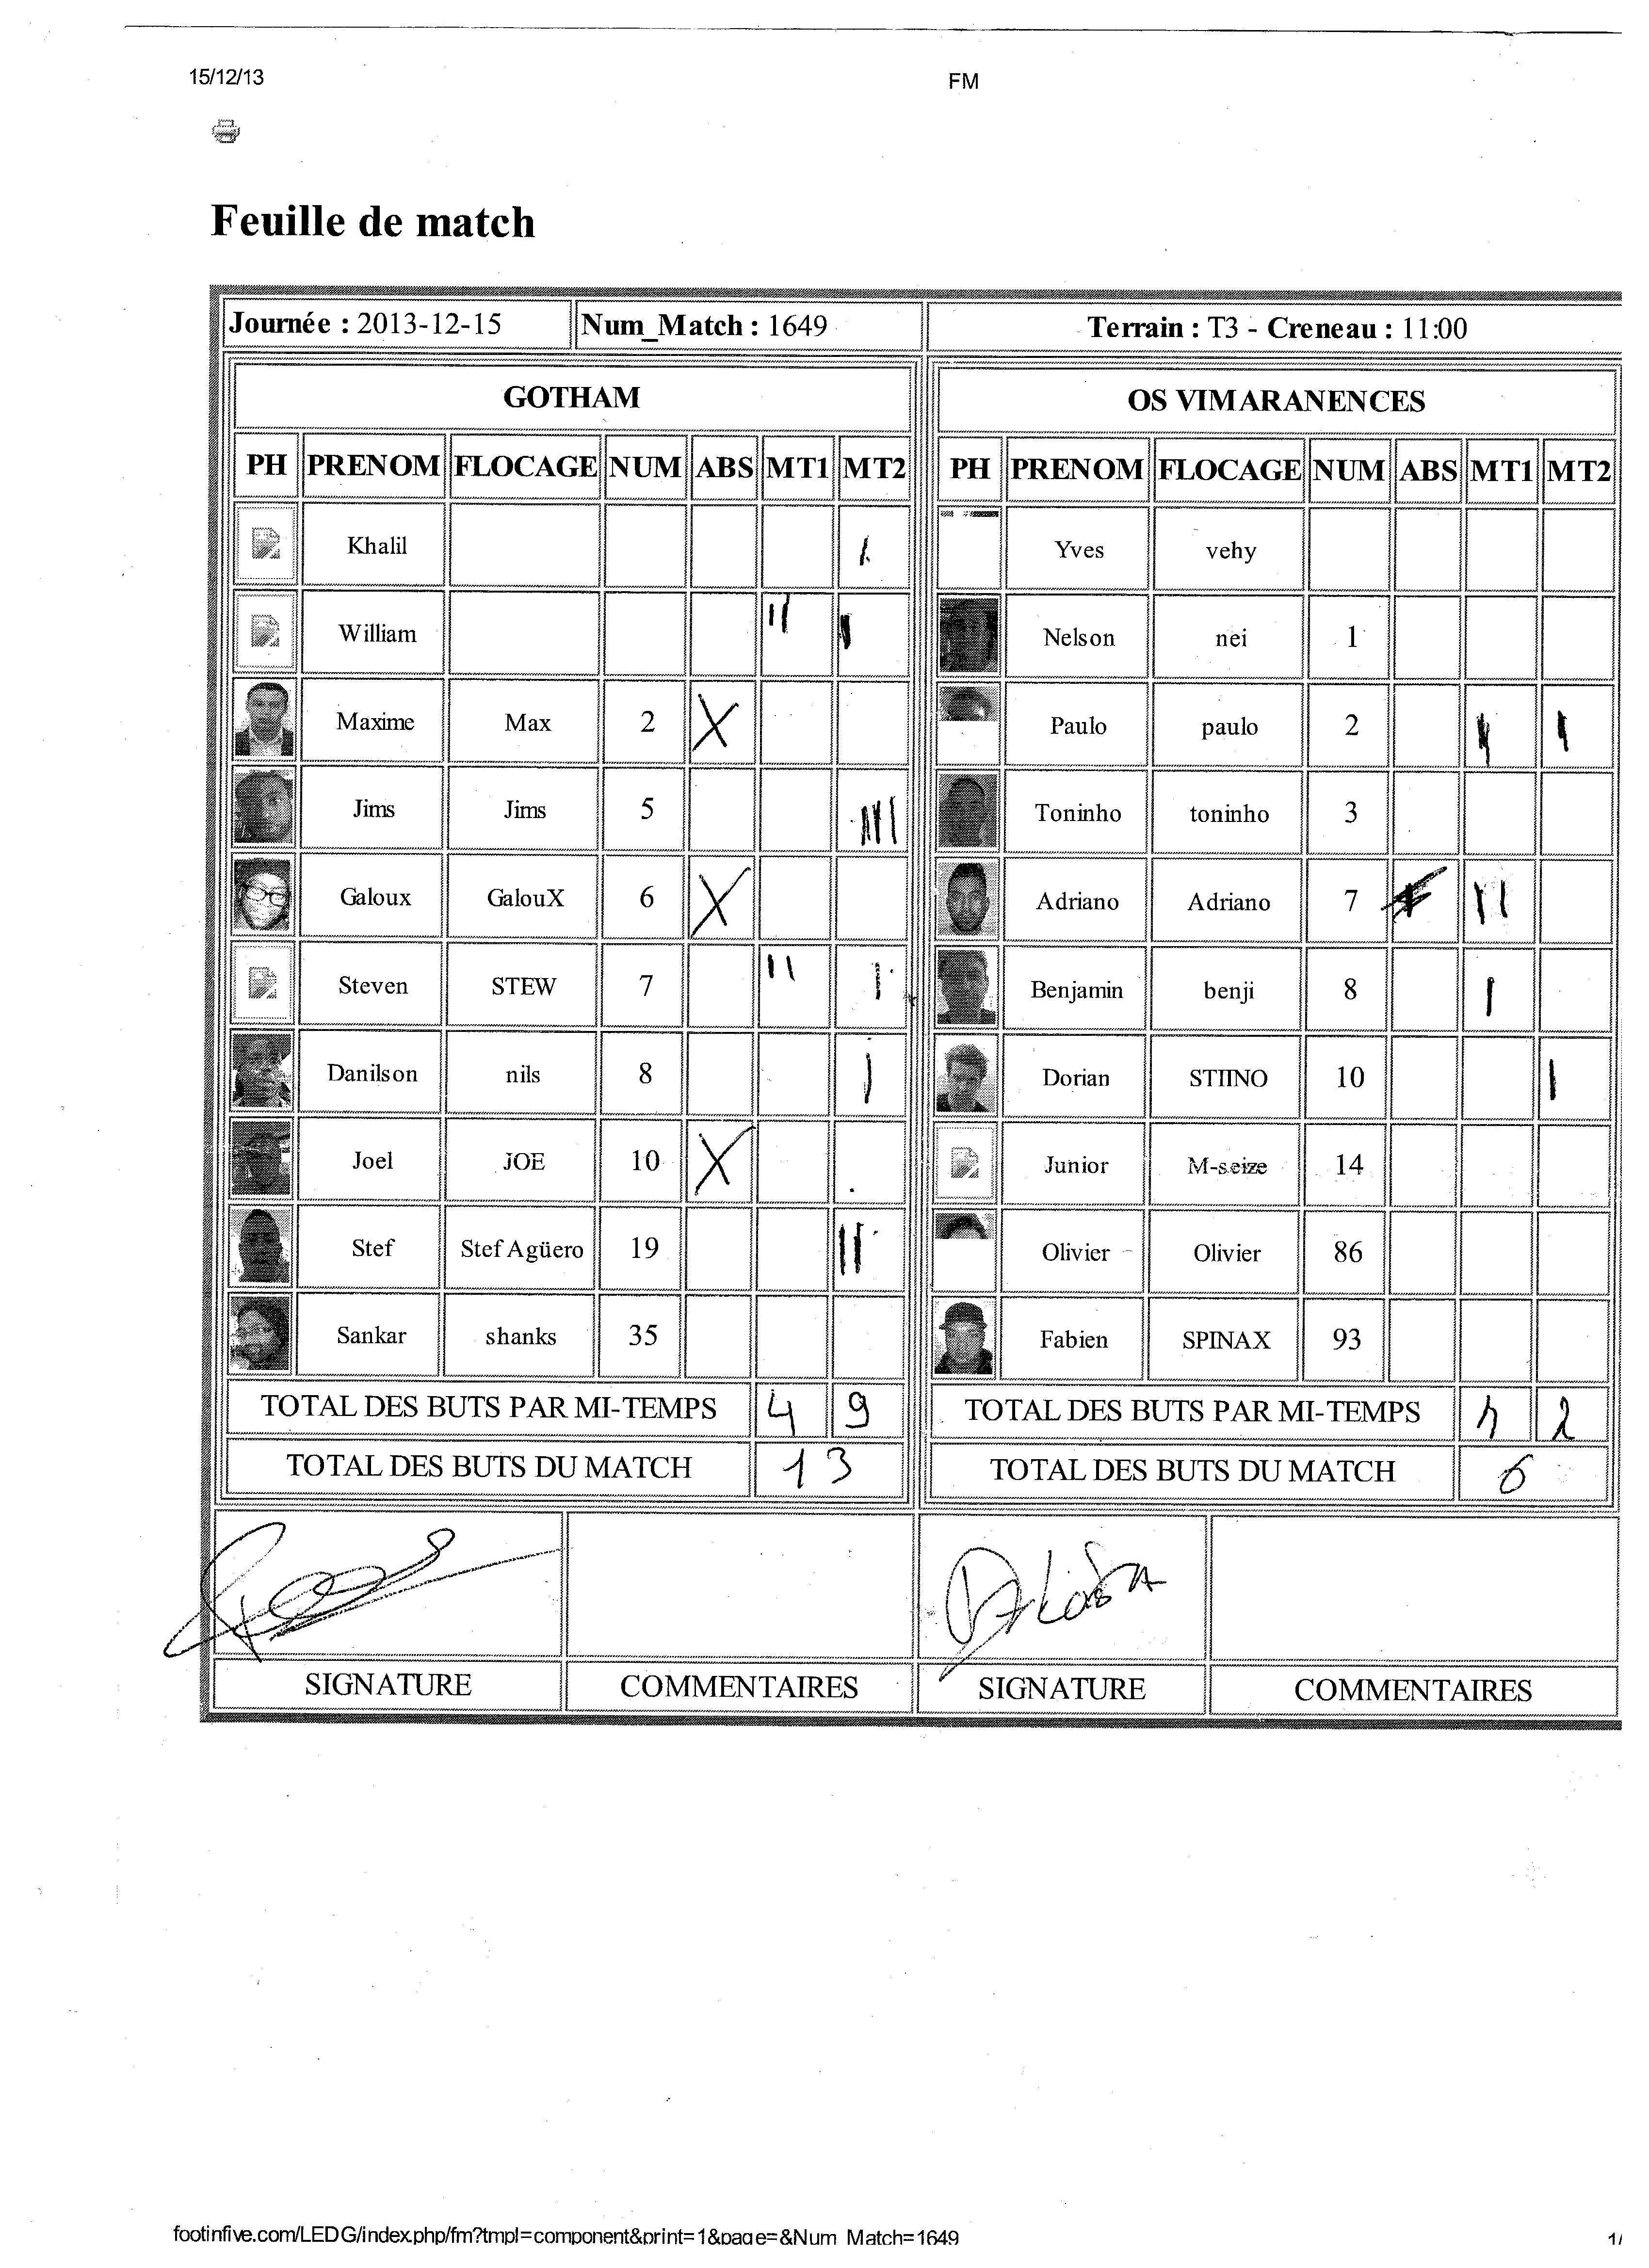 15/12/13 FM
Feuille de match
Journée : 2013-12-15 Num_Match : 1649 Terrain : T3 - Creneau : 11:00
GOTHAM OS VIMARANENCES
PH PRENOM FLOCAGE NUM ABS MT1 MT2 PH PRENOM FLOCAGE NUM ABS MT1 MT2
Khalil Yves vehy
William Nelson nei 1
Maxime Max 2 X Paulo paulo 2
Jims Jims 5 Toninho toninho 3
Galoux GalouX 6 X Adriano Adriano 7
Steven STEW 7 Benjamin benji 8
Danilson nils 8 Dorian STIINO 10
Joel JOE 10 X Junior M-seize 14
Stef Stef Agüero 19 Olivier Olivier 86
Sankar shanks 35 Fabien SPINAX 93
TOTAL DES BUTS PAR MI-TEMPS 4 9 TOTAL DES BUTS PAR MI-TEMPS 4 2
TOTAL DES BUTS DU MATCH 13 TOTAL DES BUTS DU MATCH 6
SIGNATURE COMMENTAIRES SIGNATURE COMMENTAIRES
footinfive.com/LEDG/index.php/fm?tmpl=component&print=1&page=&Num_Match=1649 1/